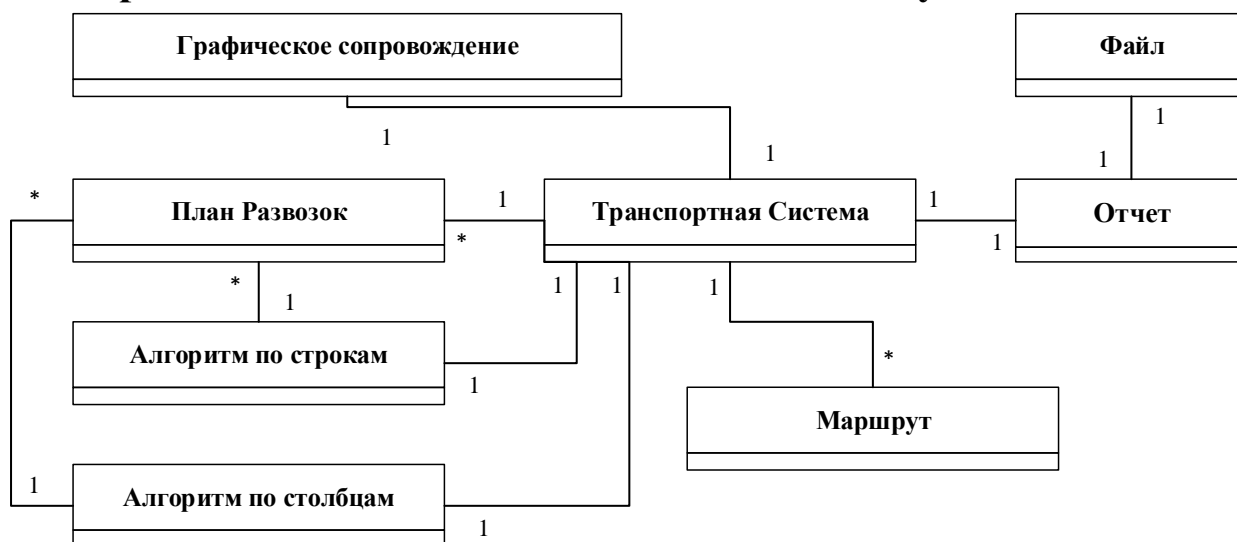 Графическое сопровождение
Файл
1
1
1
1
*
План Развозок
1
Транспортная Система
1
Отчет
*
1
*
1
1
1
1
Алгоритм по строкам
1
*
Маршрут
1
Алгоритм по столбцам
1